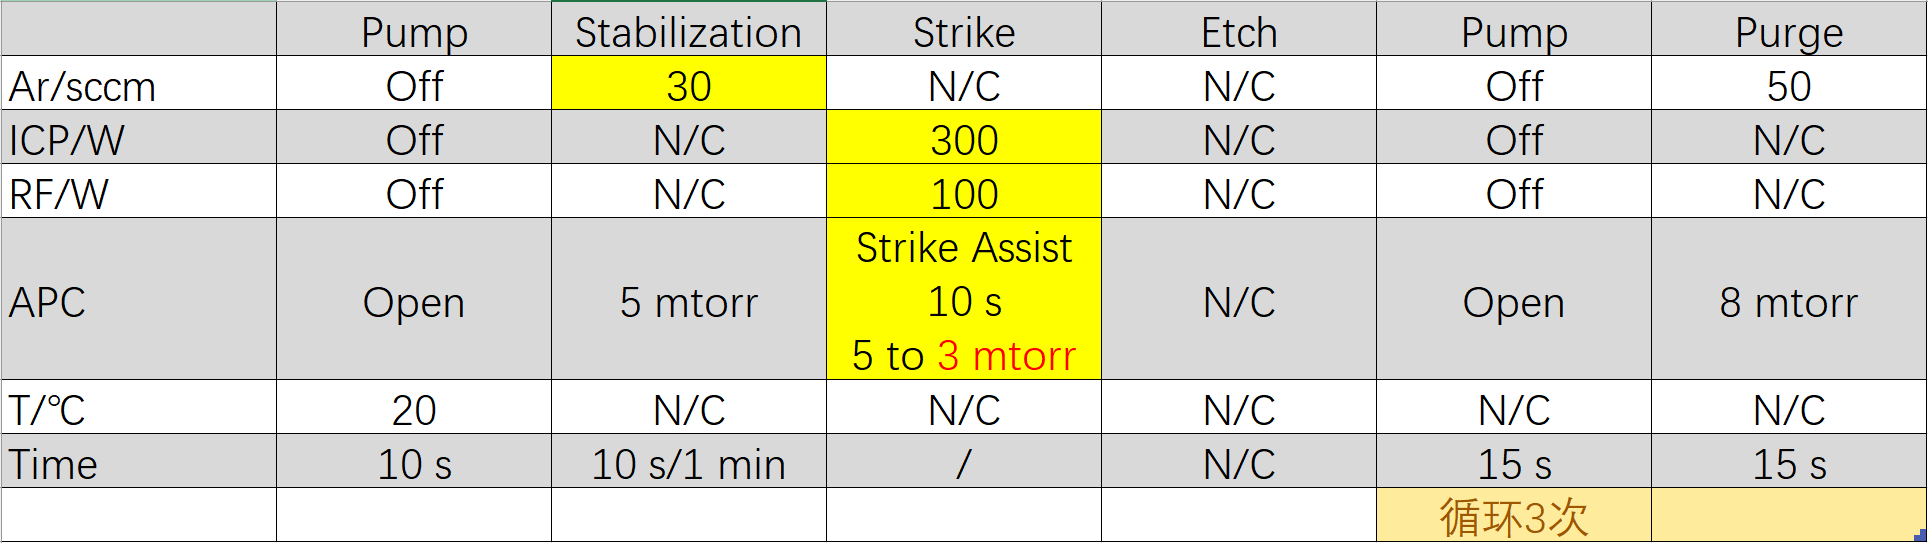 Pump Stabilization Strike Etch Pump Purge
Ar/sccm Off 30 N/C N/C Off 50
ICP/W Off N/C 300 N/C Off N/C
RF/W Off N/C 100 N/C Off N/C
APC Open 5 mtorr Strike Assist
10 s
5 to 3 mtorr N/C Open 8 mtorr
T/℃ 20 N/C N/C N/C N/C N/C
Time 10 s 10 s/1 min / N/C 15 s 15 s
循环3次